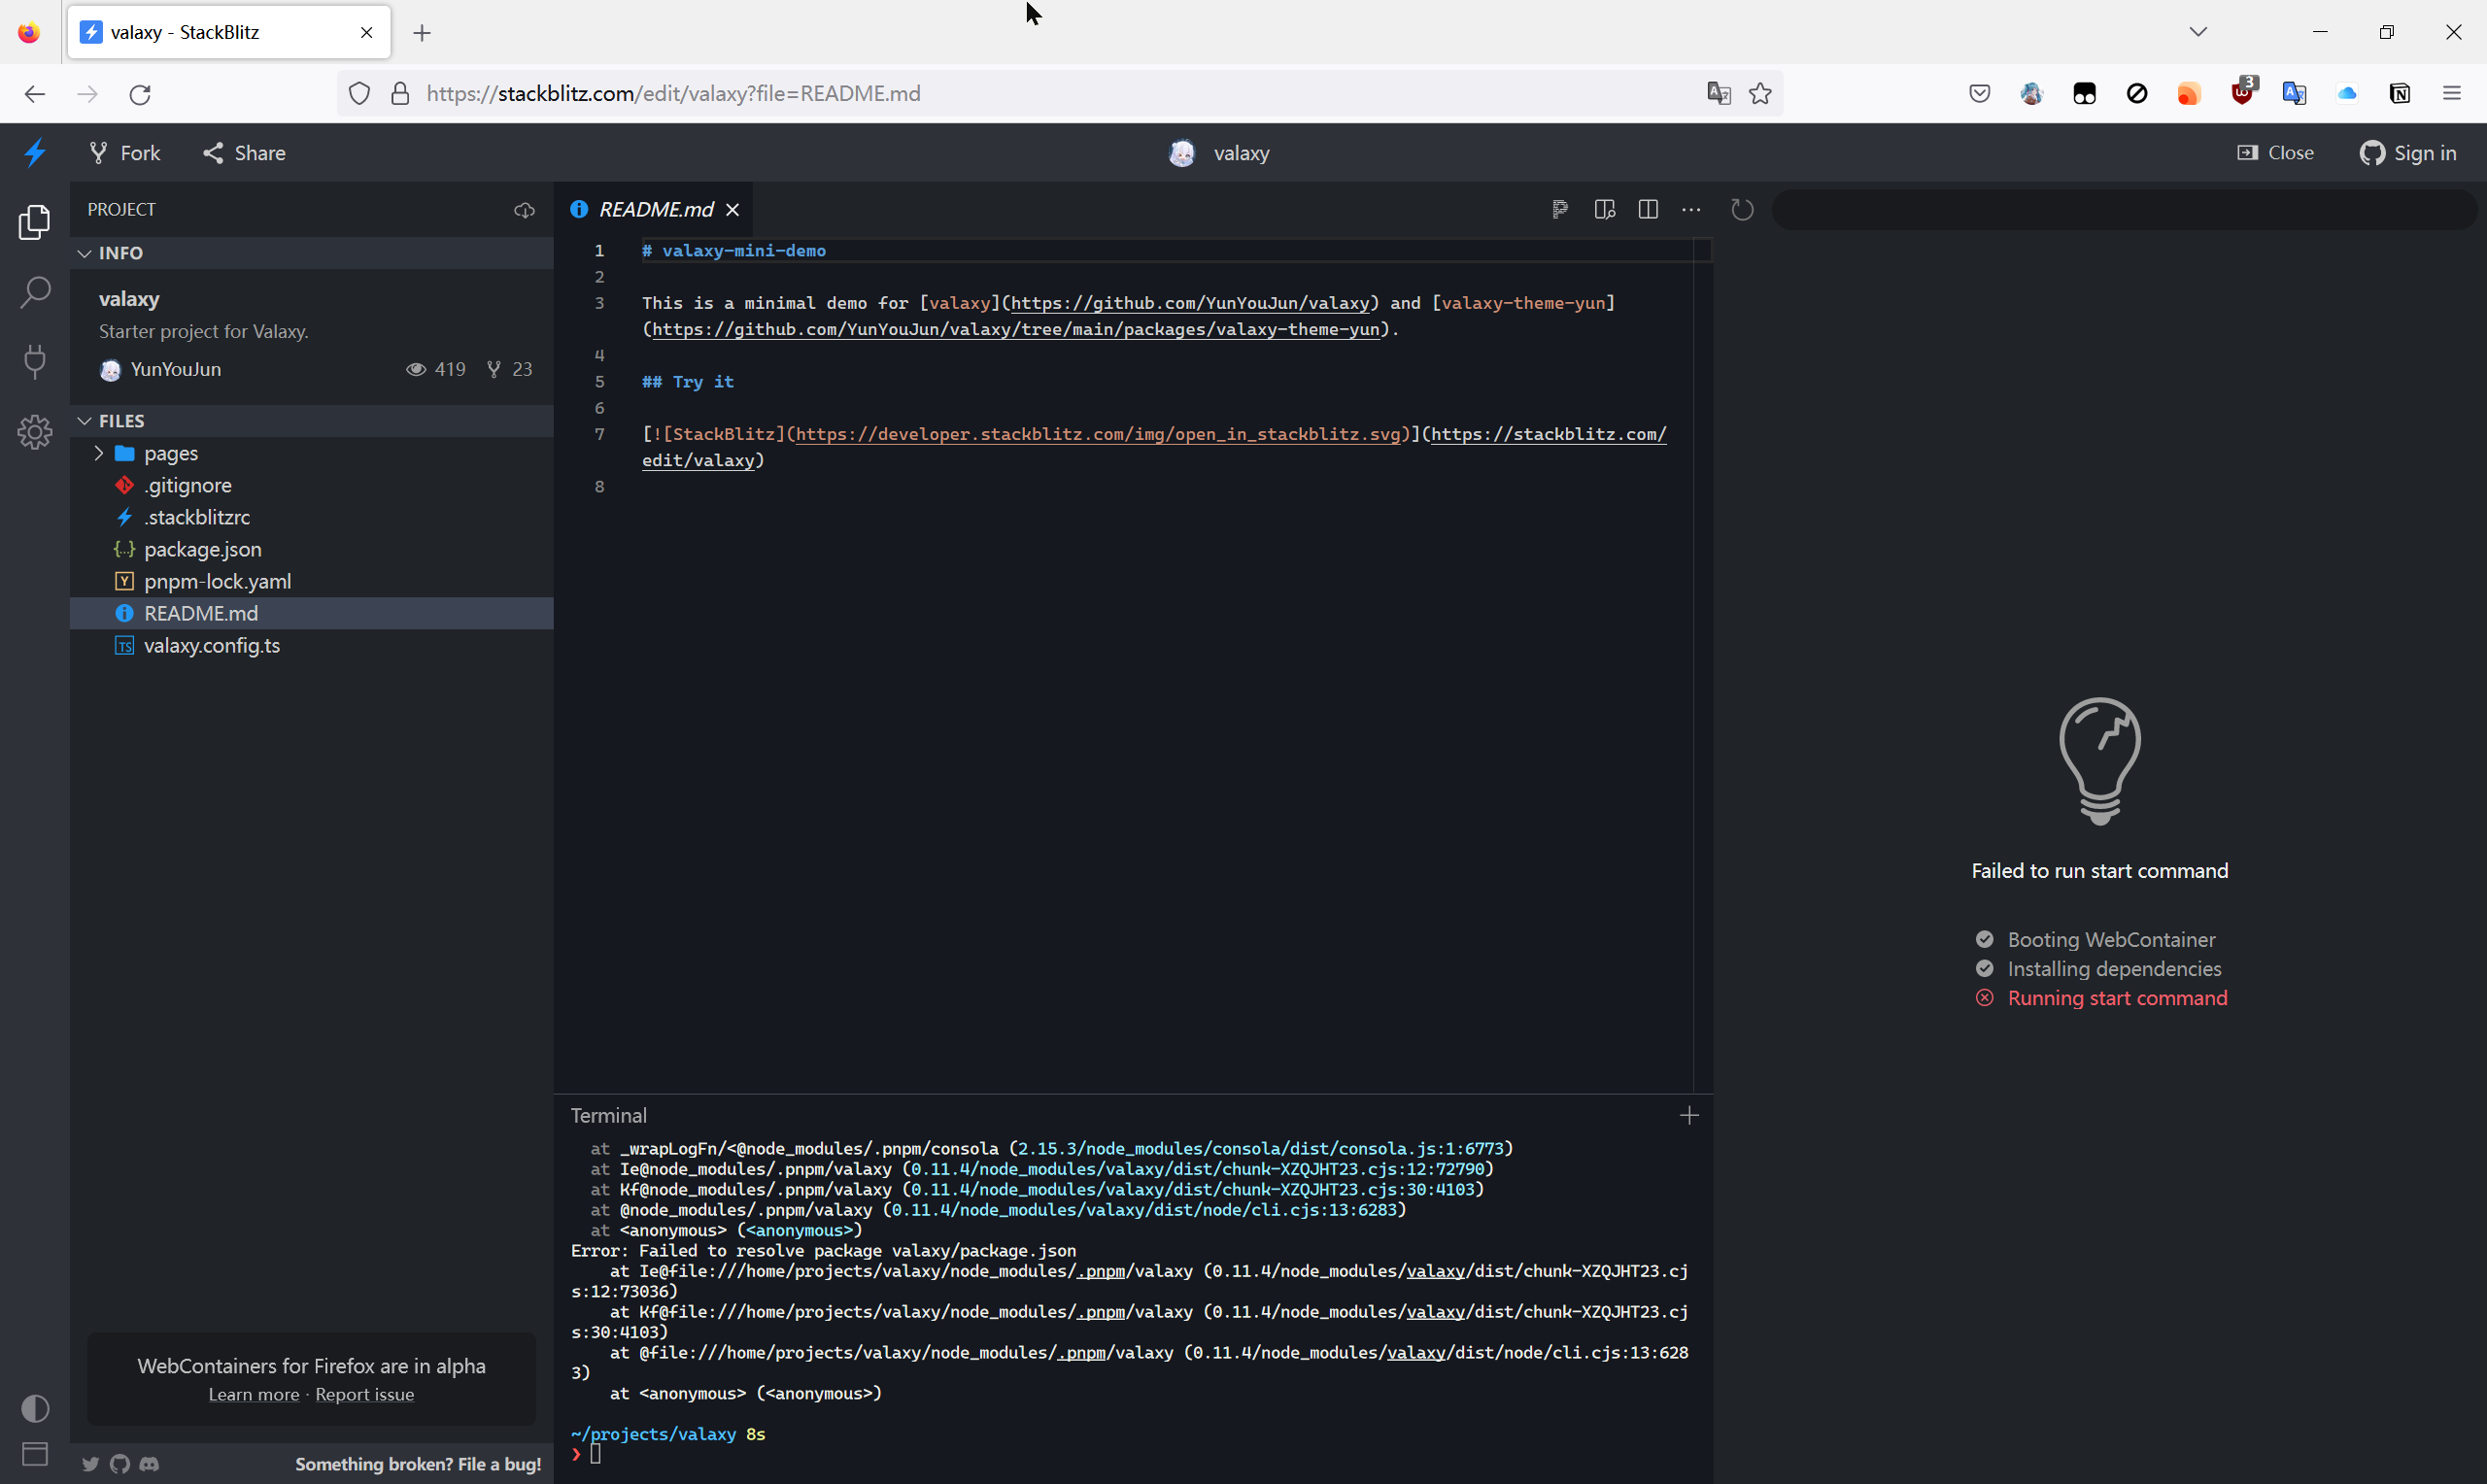 valaxy - StackBlitz
https://stackblitz.com/edit/valaxy?file=README.md
3
Fork
Share
valaxy
Close
Sign in
PROJECT
INFO
valaxy
Starter project for Valaxy.
YunYouJun
419
23
FILES
pages
.gitignore
.stackblitzrc
package.json
pnpm-lock.yaml
README.md
valaxy.config.ts
WebContainers for Firefox are in alpha
Learn more · Report issue
Something broken? File a bug!
README.md
1 # valaxy-mini-demo
2
3 This is a minimal demo for [valaxy](https://github.com/YunYouJun/valaxy) and [valaxy-theme-yun]
(https://github.com/YunYouJun/valaxy/tree/main/packages/valaxy-theme-yun).
4
5 ## Try it
6
7 [![StackBlitz](https://developer.stackblitz.com/img/open_in_stackblitz.svg)](https://stackblitz.com/
edit/valaxy)
8
Terminal
at _wrapLogFn/<@node_modules/.pnpm/consola (2.15.3/node_modules/consola/dist/consola.js:1:6773)
at Ie@node_modules/.pnpm/valaxy (0.11.4/node_modules/valaxy/dist/chunk-XZQJHT23.cjs:12:72790)
at Kf@node_modules/.pnpm/valaxy (0.11.4/node_modules/valaxy/dist/chunk-XZQJHT23.cjs:30:4103)
at @node_modules/.pnpm/valaxy (0.11.4/node_modules/valaxy/dist/node/cli.cjs:13:6283)
at <anonymous> (<anonymous>)
Error: Failed to resolve package valaxy/package.json
at Ie@file:///home/projects/valaxy/node_modules/.pnpm/valaxy (0.11.4/node_modules/valaxy/dist/chunk-XZQJHT23.cj
s:12:73036)
at Kf@file:///home/projects/valaxy/node_modules/.pnpm/valaxy (0.11.4/node_modules/valaxy/dist/chunk-XZQJHT23.cj
s:30:4103)
at @file:///home/projects/valaxy/node_modules/.pnpm/valaxy (0.11.4/node_modules/valaxy/dist/node/cli.cjs:13:628
3)
at <anonymous> (<anonymous>)
~/projects/valaxy 8s
❯
Failed to run start command
Booting WebContainer
Installing dependencies
Running start command